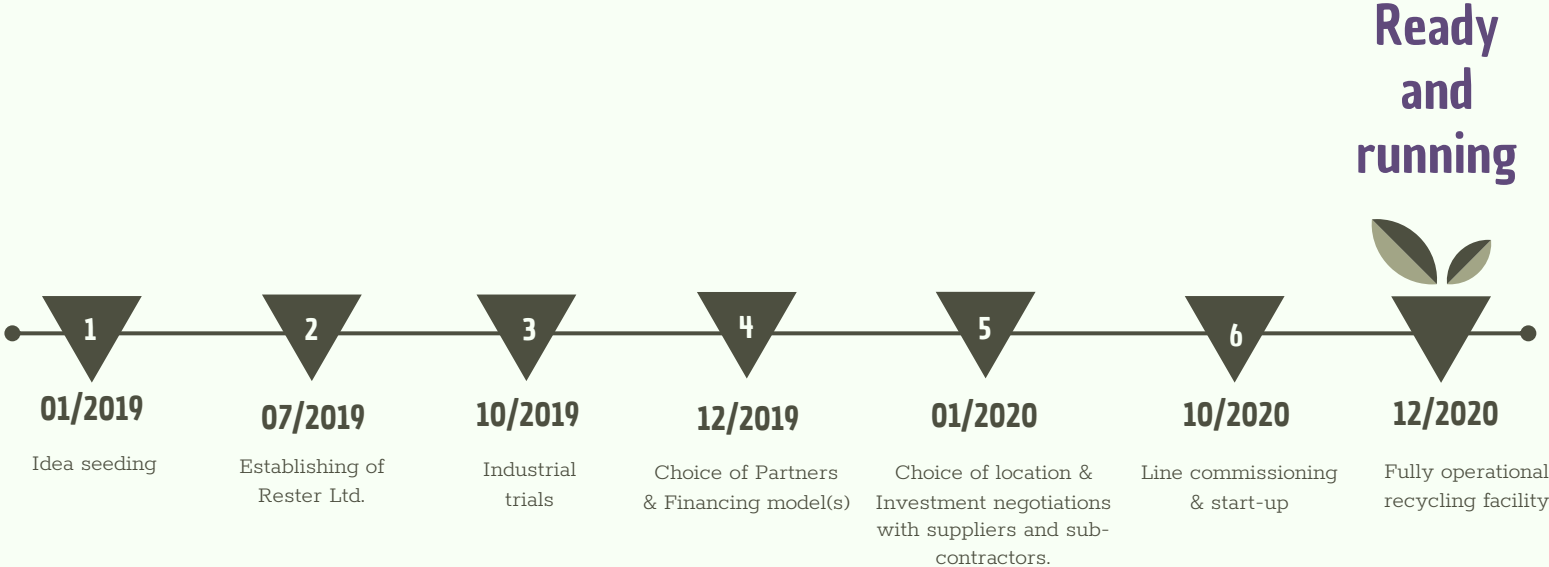 Ready
and
running
1
2
3
4
5
6
01/2019
Idea seeding
07/2019
Establishing of
Rester Ltd.
10/2019
Industrial
trials
12/2019
Choice of Partners
& Financing model(s)
01/2020
Choice of location &
Investment negotiations
with suppliers and sub-
contractors.
10/2020
Line commissioning
& start-up
12/2020
Fully operational
recycling facility